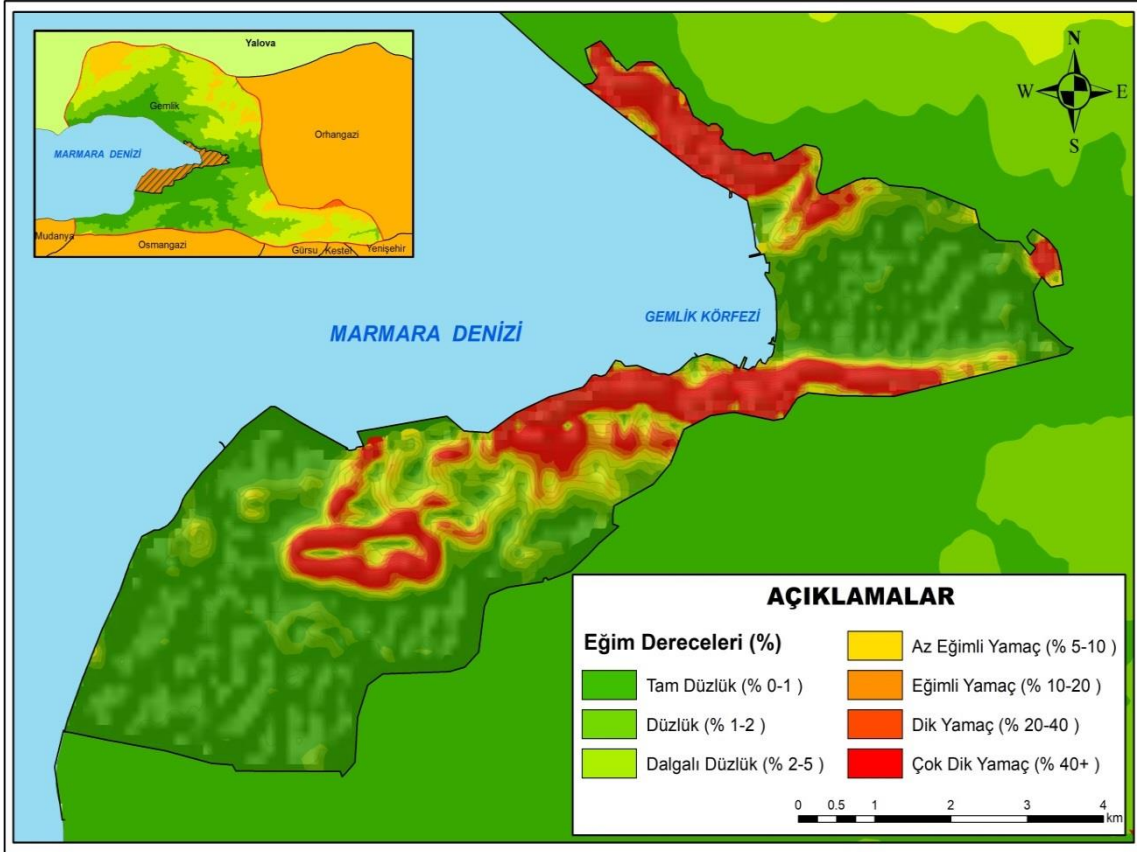 Yalova
Gemlik
Orhangazi
MARMARA DENİZİ
Mudanya
Osmangazi
Gürsu
Kestel
Yenişehir
N
W
E
S
MARMARA DENİZİ
GEMLİK KÖRFEZİ
AÇIKLAMALAR
Eğim Dereceleri (%)
Tam Düzlük (% 0-1 )
Düzlük (% 1-2 )
Dalgalı Düzlük (% 2-5 )
Az Eğimli Yamaç (% 5-10 )
Eğimli Yamaç (% 10-20 )
Dik Yamaç (% 20-40 )
Çok Dik Yamaç (% 40+ )
0 0.5 1 2 3 4
km